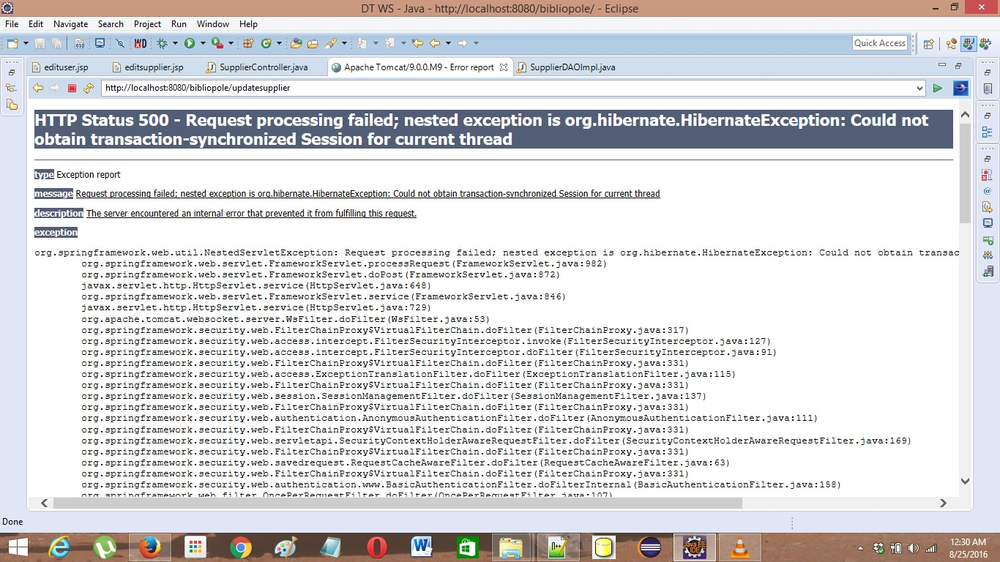 DT WS - Java - http://localhost:8080/bibliopole/ - Eclipse
File Edit Navigate Search Project Run Window Help
Quick Access
edituser.jsp editsupplier.jsp SupplierController.java Apache Tomcat/9.0.0.M9 - Error report SupplierDAOImpl.java
http://localhost:8080/bibliopole/updatesupplier
HTTP Status 500 - Request processing failed; nested exception is org.hibernate.HibernateException: Could not
obtain transaction-synchronized Session for current thread
type Exception report
message Request processing failed; nested exception is org.hibernate.HibernateException: Could not obtain transaction-synchronized Session for current thread
description The server encountered an internal error that prevented it from fulfilling this request.
exception
org.springframework.web.util.NestedServletException: Request processing failed; nested exception is org.hibernate.HibernateException: Could not obtain transac
org.springframework.web.servlet.FrameworkServlet.processRequest(FrameworkServlet.java:982)
org.springframework.web.servlet.FrameworkServlet.doPost(FrameworkServlet.java:872)
javax.servlet.http.HttpServlet.service(HttpServlet.java:648)
org.springframework.web.servlet.FrameworkServlet.service(FrameworkServlet.java:846)
javax.servlet.http.HttpServlet.service(HttpServlet.java:729)
org.apache.tomcat.websocket.server.WsFilter.doFilter(WsFilter.java:53)
org.springframework.security.web.FilterChainProxy$VirtualFilterChain.doFilter(FilterChainProxy.java:317)
org.springframework.security.web.access.intercept.FilterSecurityInterceptor.invoke(FilterSecurityInterceptor.java:127)
org.springframework.security.web.access.intercept.FilterSecurityInterceptor.doFilter(FilterSecurityInterceptor.java:91)
org.springframework.security.web.FilterChainProxy$VirtualFilterChain.doFilter(FilterChainProxy.java:331)
org.springframework.security.web.access.ExceptionTranslationFilter.doFilter(ExceptionTranslationFilter.java:115)
org.springframework.security.web.FilterChainProxy$VirtualFilterChain.doFilter(FilterChainProxy.java:331)
org.springframework.security.web.session.SessionManagementFilter.doFilter(SessionManagementFilter.java:137)
org.springframework.security.web.FilterChainProxy$VirtualFilterChain.doFilter(FilterChainProxy.java:331)
org.springframework.security.web.authentication.AnonymousAuthenticationFilter.doFilter(AnonymousAuthenticationFilter.java:111)
org.springframework.security.web.FilterChainProxy$VirtualFilterChain.doFilter(FilterChainProxy.java:331)
org.springframework.security.web.servletapi.SecurityContextHolderAwareRequestFilter.doFilter(SecurityContextHolderAwareRequestFilter.java:169)
org.springframework.security.web.FilterChainProxy$VirtualFilterChain.doFilter(FilterChainProxy.java:331)
org.springframework.security.web.savedrequest.RequestCacheAwareFilter.doFilter(RequestCacheAwareFilter.java:63)
org.springframework.security.web.FilterChainProxy$VirtualFilterChain.doFilter(FilterChainProxy.java:331)
org.springframework.security.web.authentication.www.BasicAuthenticationFilter.doFilterInternal(BasicAuthenticationFilter.java:158)
org.springframework.web.filter.OncePerRequestFilter.doFilter(OncePerRequestFilter.java:107)
Done
Java EE
IDE
12:30 AM
8/25/2016